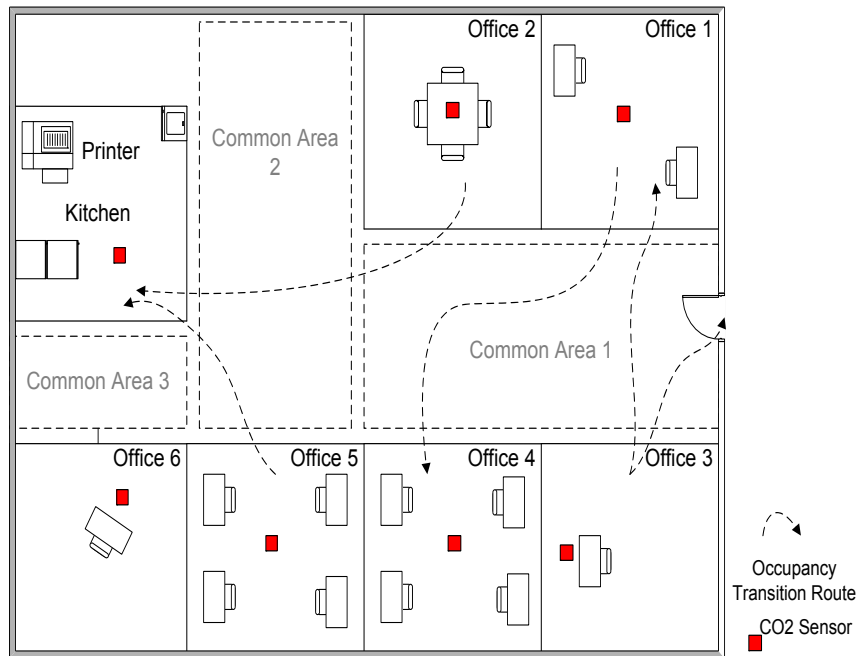 Office 2
Office 1
Common Area
2
Printer
Kitchen
Common Area 1
Common Area 3
Office 6
Office 5
Office 4
Office 3
Occupancy
Transition Route
CO2 Sensor